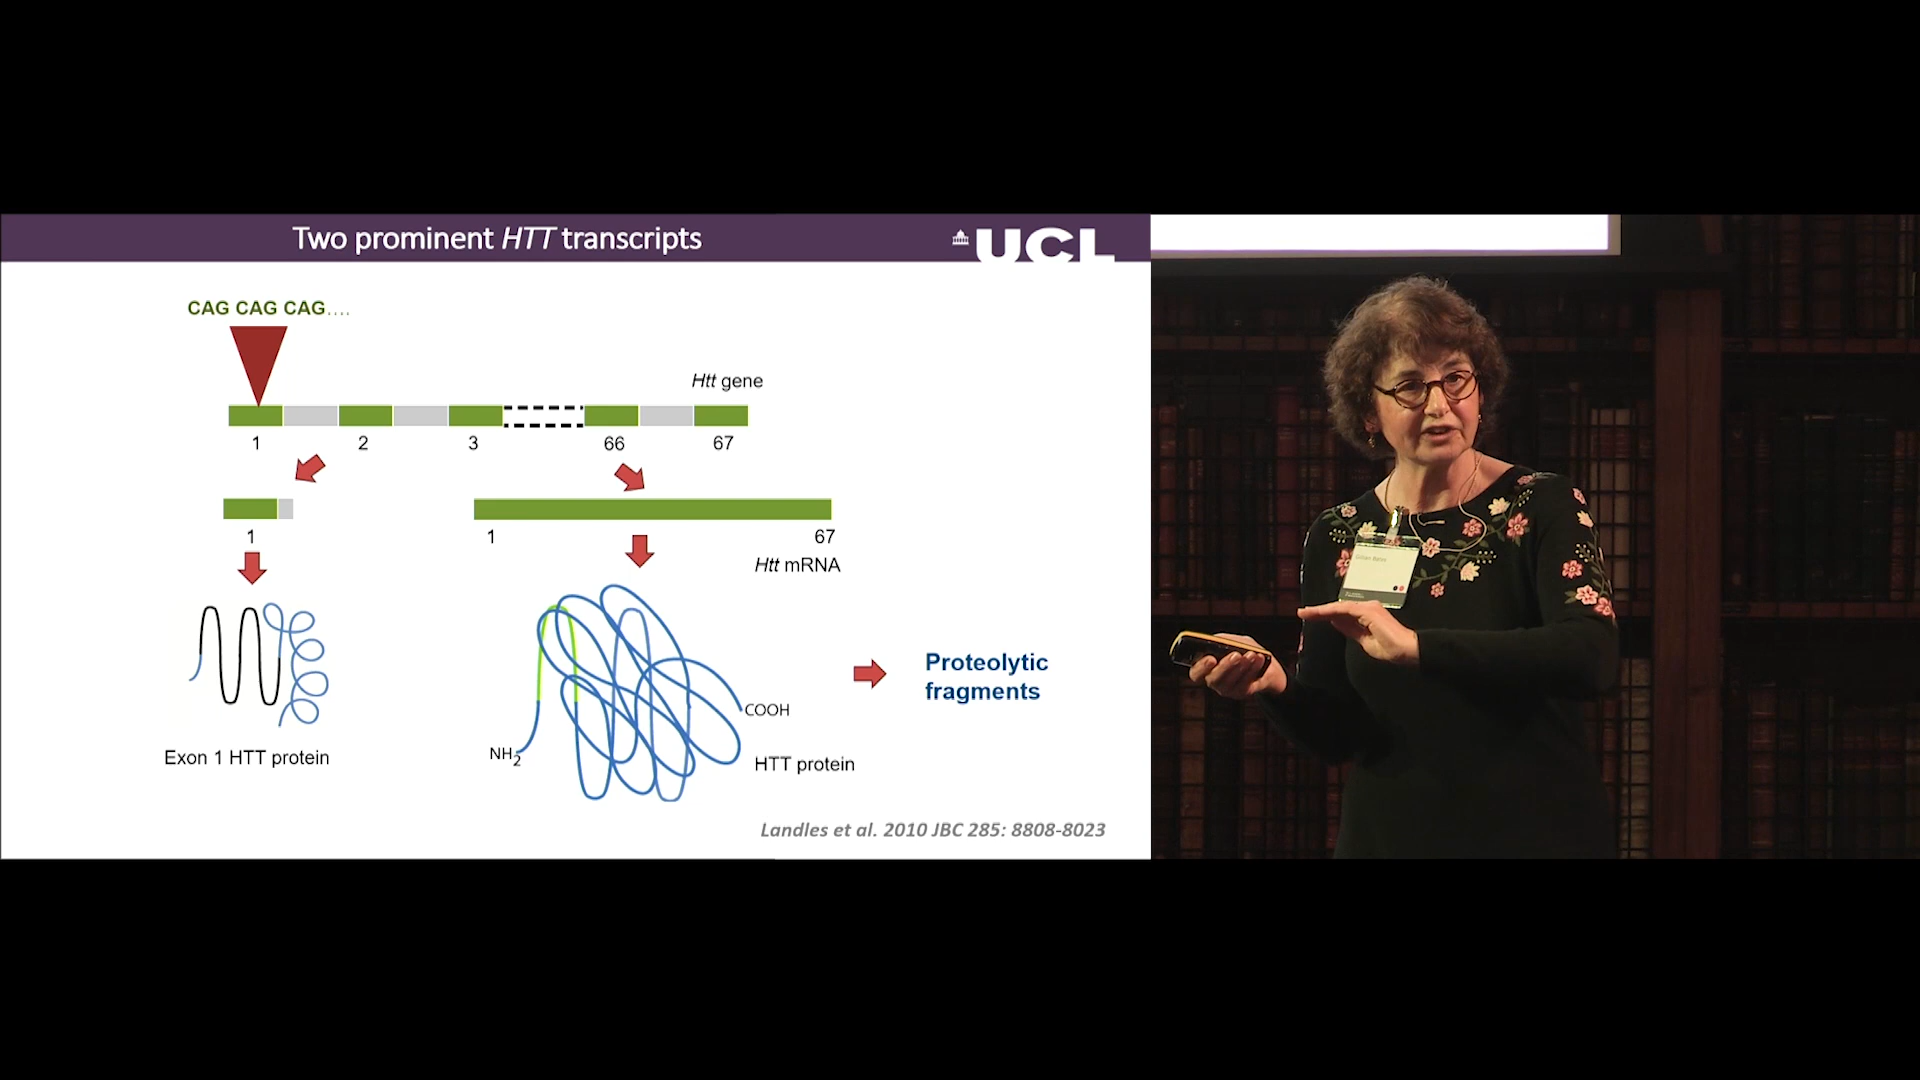 Two prominent HTT transcripts
UCL
CAG CAG CAG....
Htt gene
1 2 3 66 67
1
1 67
Htt mRNA
NH2
COOH
Exon 1 HTT protein
HTT protein
Proteolytic
fragments
Landles et al. 2010 JBC 285: 8808-8023